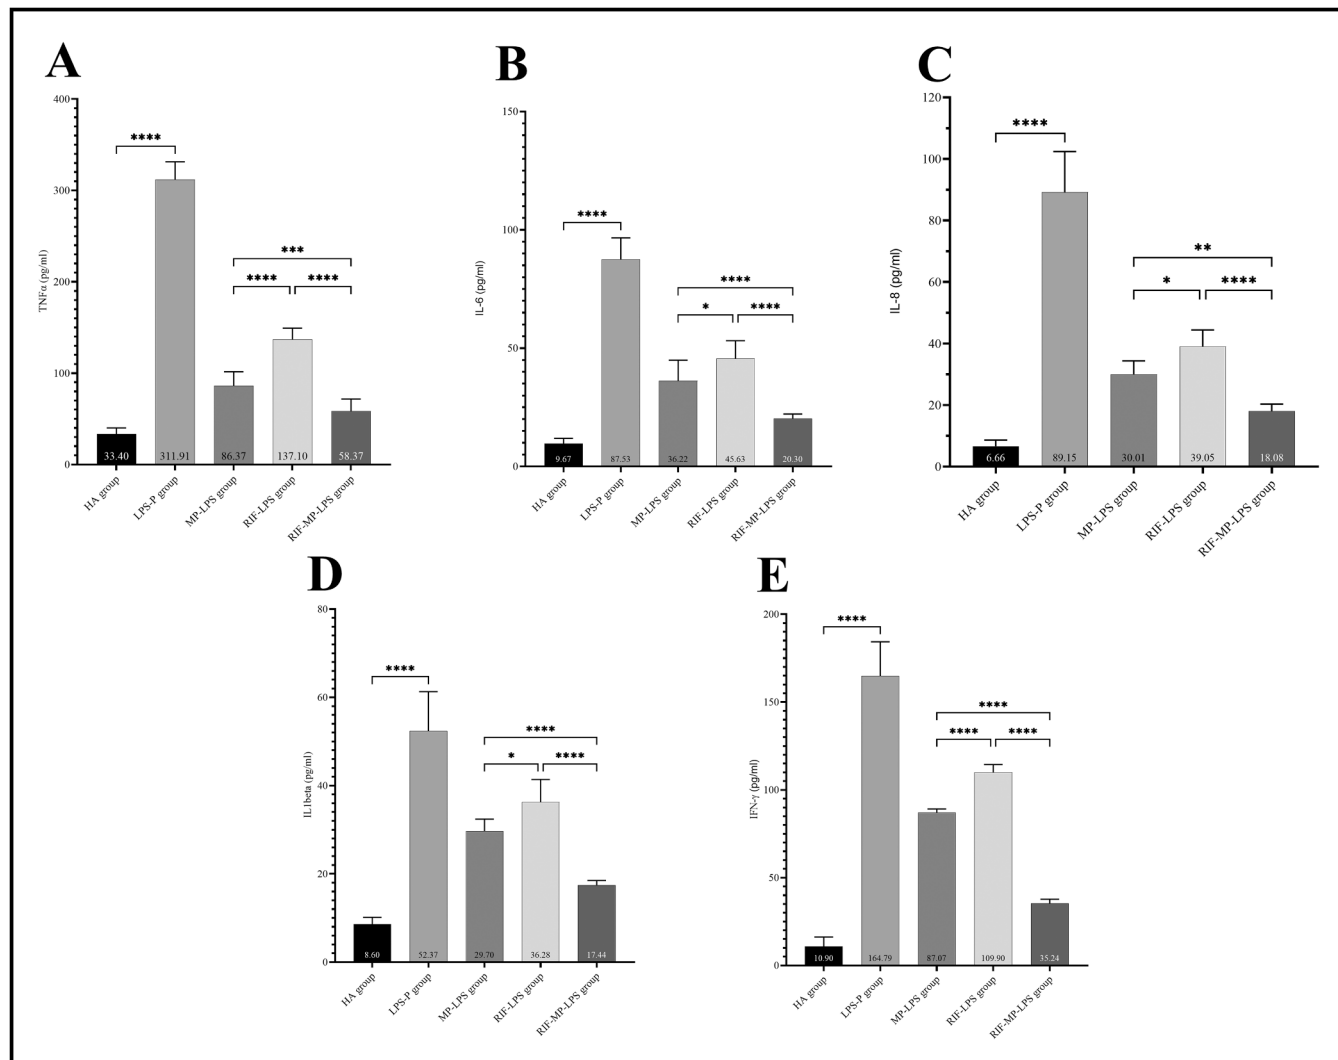 A
400
300
200
100
0
TNFα (pg/ml)
****
***
****
****
33.40
311.91
86.37
137.10
58.37
HA group
LPS-P group
MP-LPS group
RIF-LPS group
RIF-MP-LPS group
B
150
100
50
0
IL-6 (pg/ml)
****
****
*
****
9.67
87.53
36.22
45.63
20.30
HA group
LPS-P group
MP-LPS group
RIF-LPS group
RIF-MP-LPS group
C
120
100
80
60
40
20
0
IL-8 (pg/ml)
****
**
*
****
6.66
89.15
30.01
39.05
18.08
HA group
LPS-P group
MP-LPS group
RIF-LPS group
RIF-MP-LPS group
D
80
60
40
20
0
IL1beta (pg/ml)
****
****
*
****
8.60
52.37
29.70
36.28
17.44
HA group
LPS-P group
MP-LPS group
RIF-LPS group
RIF-MP-LPS group
E
200
150
100
50
0
IFN-γ (pg/ml)
****
****
****
****
10.90
164.79
87.07
109.90
35.24
HA group
LPS-P group
MP-LPS group
RIF-LPS group
RIF-MP-LPS group